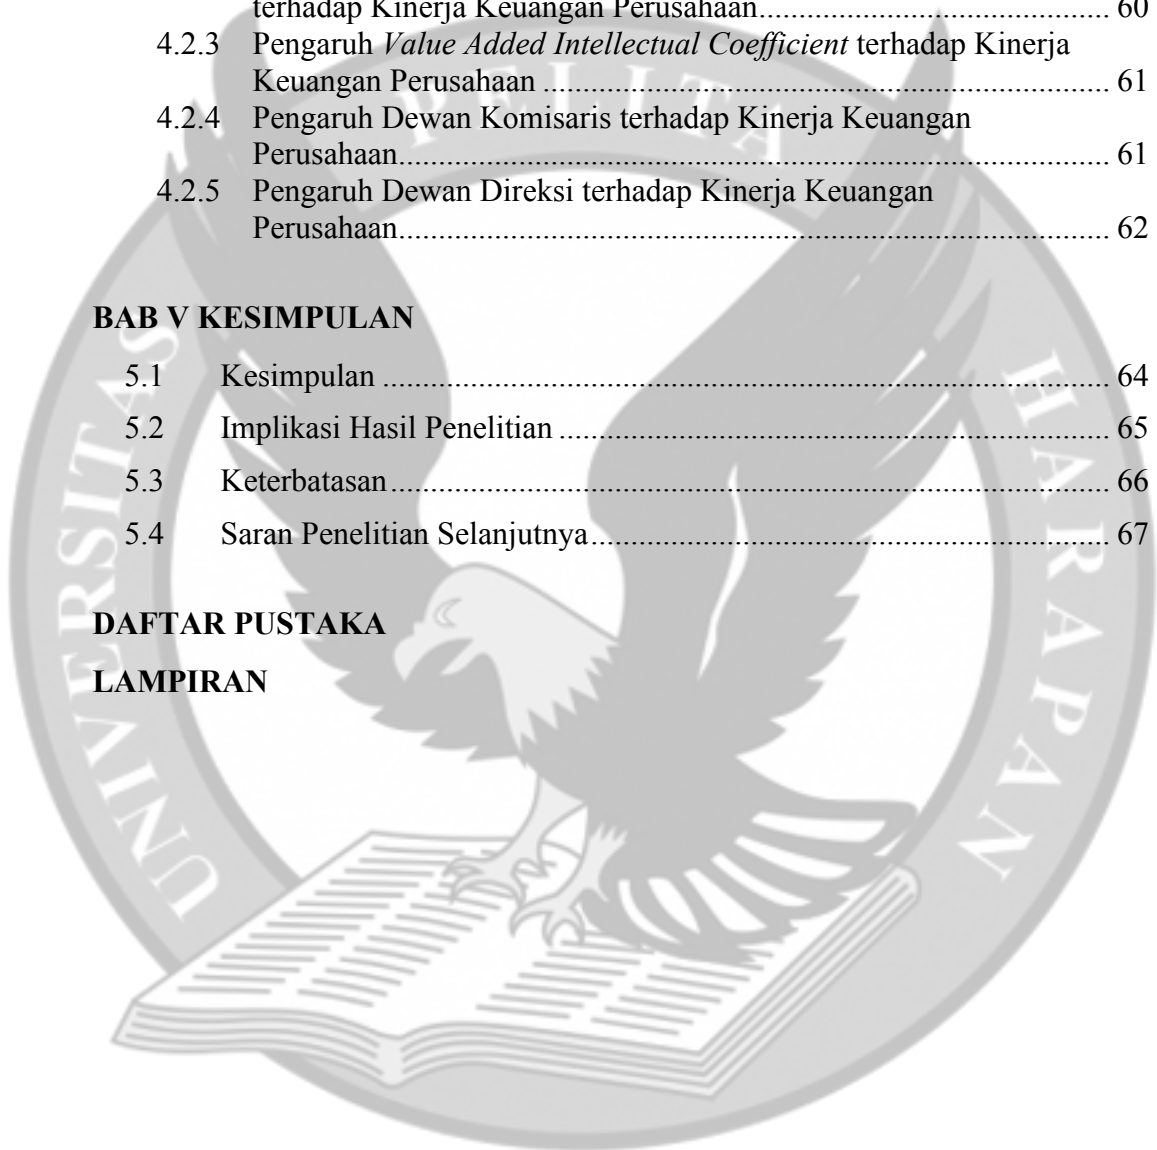 terhadap Kinerja Keuangan Perusahaan.................................................. 60
4.2.3 Pengaruh Value Added Intellectual Coefficient terhadap Kinerja
Keuangan Perusahaan ................................................................................ 61
4.2.4 Pengaruh Dewan Komisaris terhadap Kinerja Keuangan
Perusahaan.................................................................................................. 61
4.2.5 Pengaruh Dewan Direksi terhadap Kinerja Keuangan
Perusahaan.................................................................................................. 62
BAB V KESIMPULAN
5.1 Kesimpulan .......................................................................................... 64
5.2 Implikasi Hasil Penelitian .................................................................... 65
5.3 Keterbatasan ......................................................................................... 66
5.4 Saran Penelitian Selanjutnya ................................................................ 67
DAFTAR PUSTAKA
LAMPIRAN
UNIVERSITAS PELITA HARAPAN